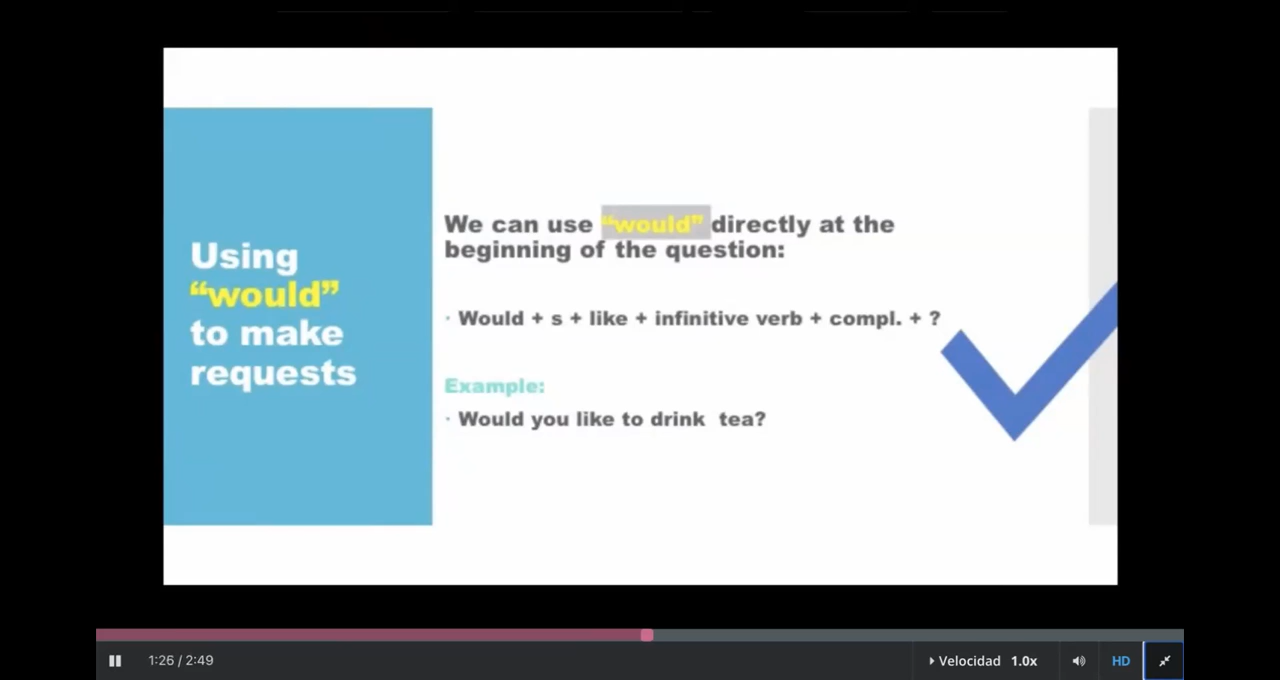 Using
“would”
to make
requests
We can use “would” directly at the
beginning of the question:
· Would + s + like + infinitive verb + compl. + ?
Example:
· Would you like to drink tea?
1:26 / 2:49
Velocidad 1.0x
HD